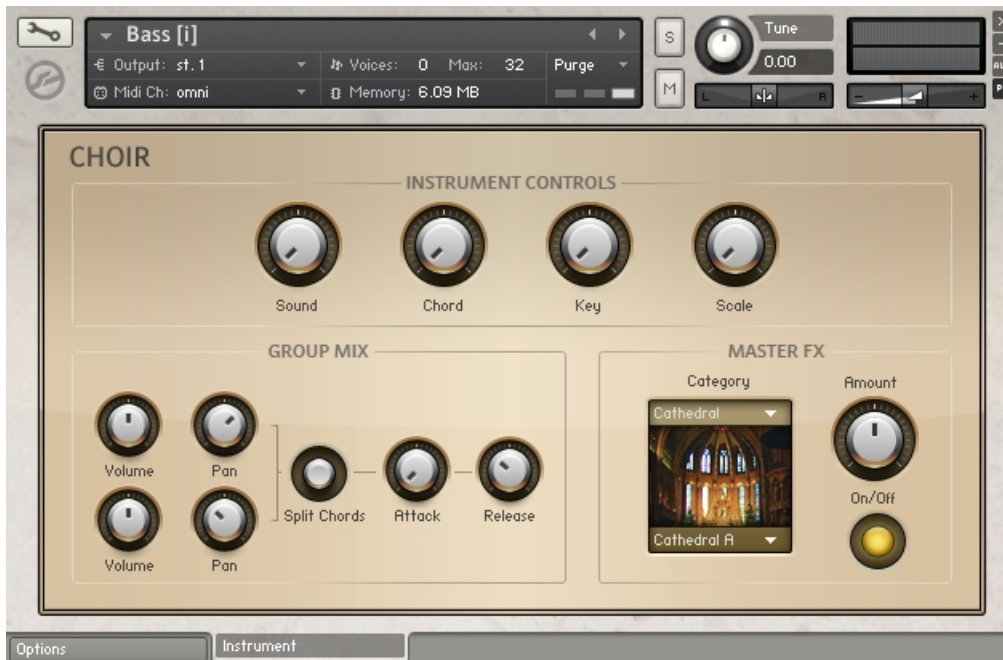 Bass [i]
S
Tune
0.00
Output: st. 1
Voices: 0 Max: 32
Purge
Midi Ch: omni
Memory: 6.09 MB
M
L
R
-
+
CHOIR
INSTRUMENT CONTROLS
Sound
Chord
Key
Scale
GROUP MIX
MASTER FX
Category
Amount
Cathedral
Volume
Pan
Split Chords
Attack
Release
On/Off
Cathedral A
Volume
Pan
Options
Instrument